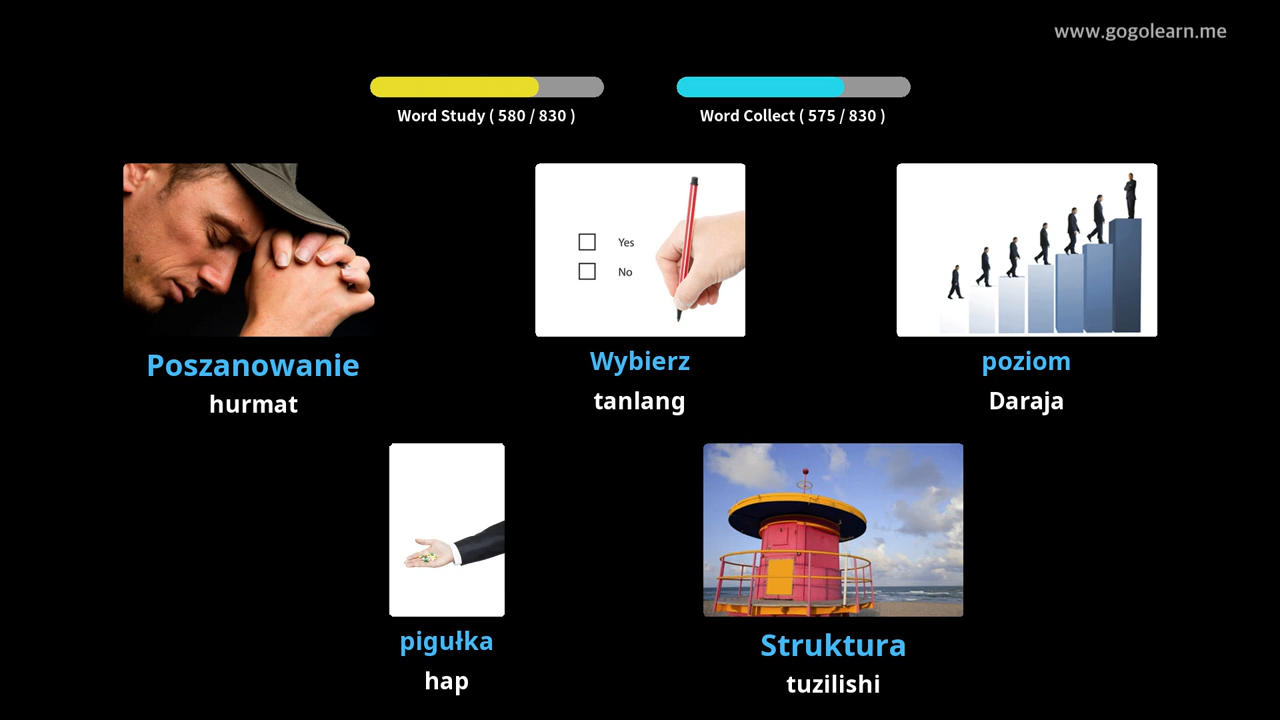 www.gogolearn.me
Word Study ( 580 / 830 )
Word Collect ( 575 / 830 )
Yes
No
Poszanowanie
hurmat
Wybierz
tanlang
poziom
Daraja
pigułka
hap
Struktura
tuzilishi